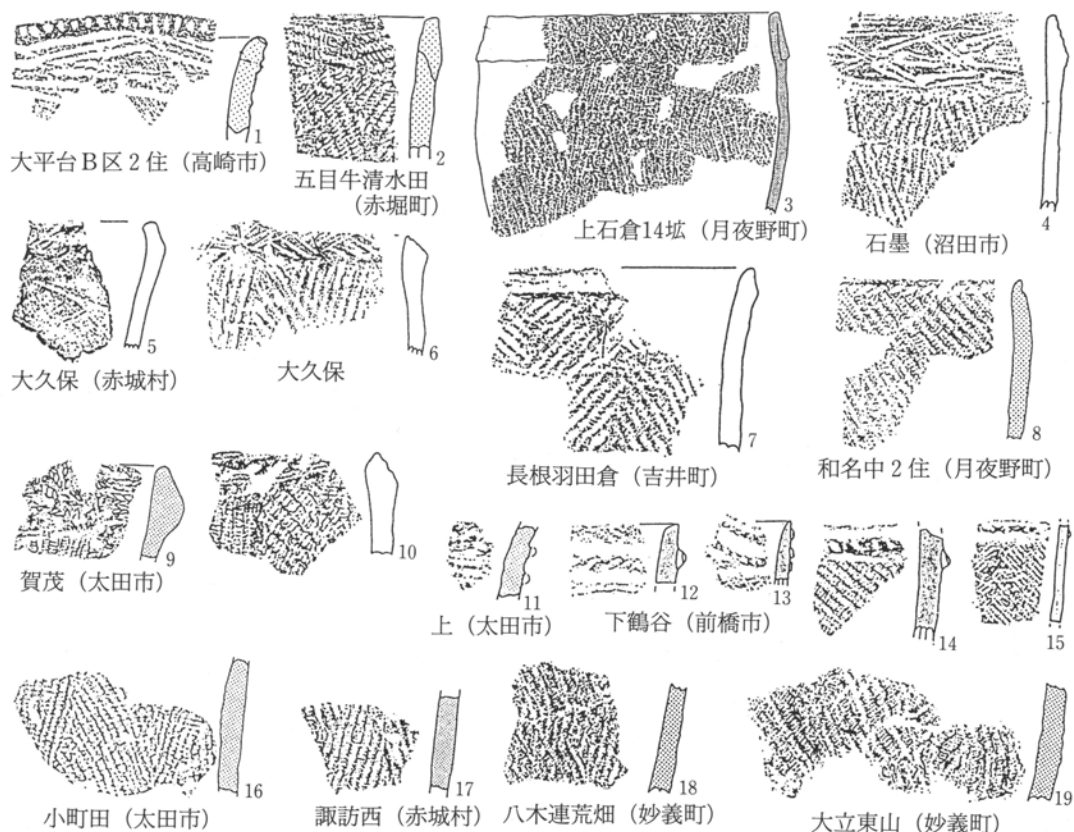 1
大平台B区2住（高崎市）
2
五目牛清水田
（赤堀町）
3
上石倉14拡（月夜野町）
4
石墨（沼田市）
5
大久保（赤城村）
6
大久保
7
長根羽田倉（吉井町）
8
和名中2住（月夜野町）
9
賀茂（太田市）
10
11
上（太田市）
12
13
下鶴谷（前橋市）
14
15
16
小町田（太田市）
17
諏訪西（赤城村）
18
八木連荒畑（妙義町）
19
大立東山（妙義町）